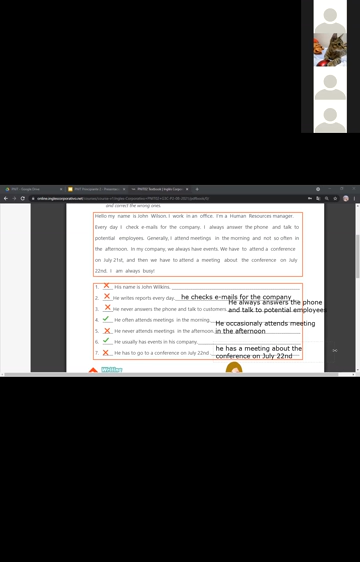 online.inglescorporativo.net
and correct the wrong ones.
Hello my name is John Wilson. I work in an office. I'm a Human Resources manager.
Every day I check e-mails for the company. I always answer the phone and talk to
potential employees. Generally, I attend meetings in the morning and not so often in
the afternoon. In my company, we always have events. We have to attend a conference
on July 21st, and then we have to attend a meeting about the conference on July
22nd. I am always busy!
1. His name is John Wilkins.
2. He writes reports every day. he checks e-mails for the company
3. He never answers the phone and talk to customers. He always answers the phone
and talk to potential employees
4. He often attends meetings in the morning.
5. He never attends meetings in the afternoon. He occasionaly attends meeting
in the afternoon
6. He usually has events in his company.
7. He has to go to a conference on July 22nd he has a meeting about the
conference on July 22nd
Writing